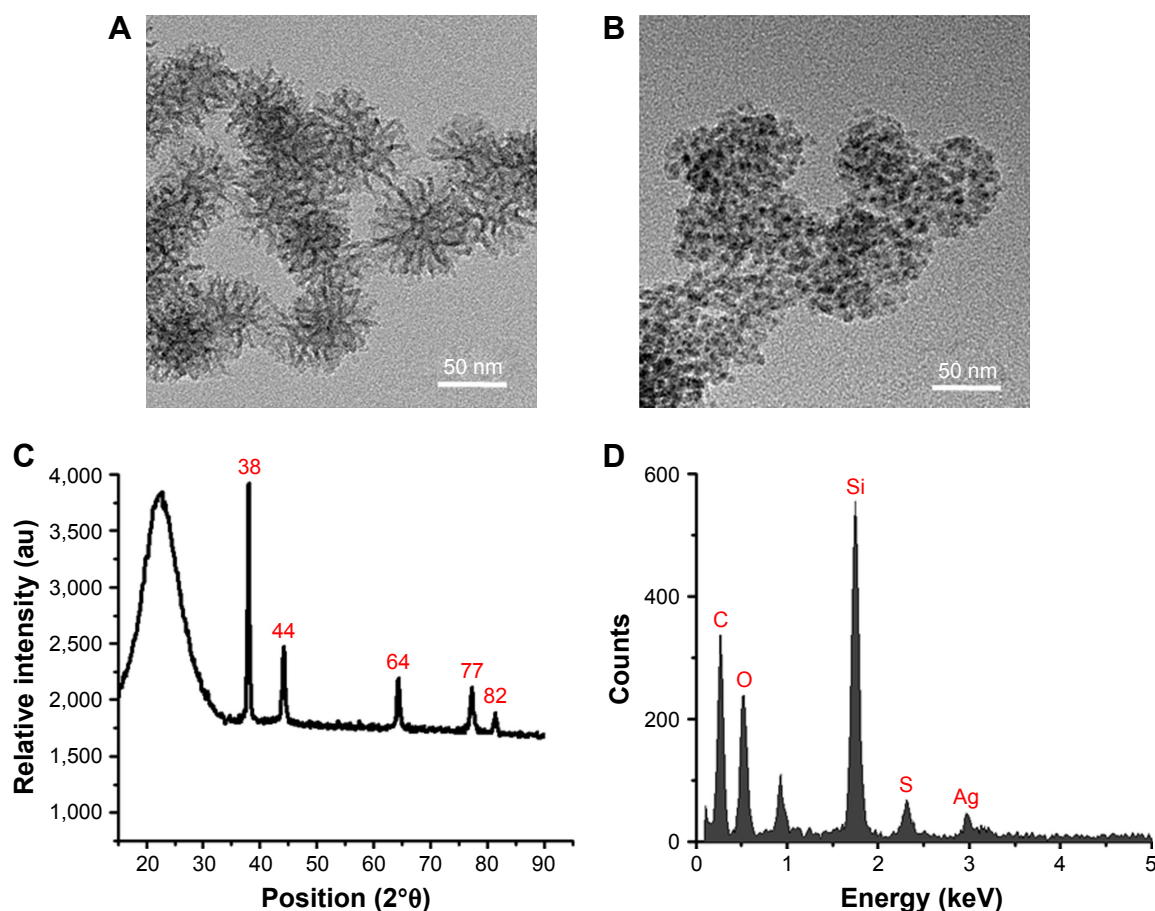 A
B
50 nm
50 nm
C
D
Relative intensity (au)
4,000
3,500
3,000
2,500
2,000
1,500
1,000
38
44
64
77
82
20
30
40
50
60
70
80
90
Position (2°θ)
Counts
600
400
200
0
Si
C
O
S
Ag
0
1
2
3
4
5
Energy (keV)